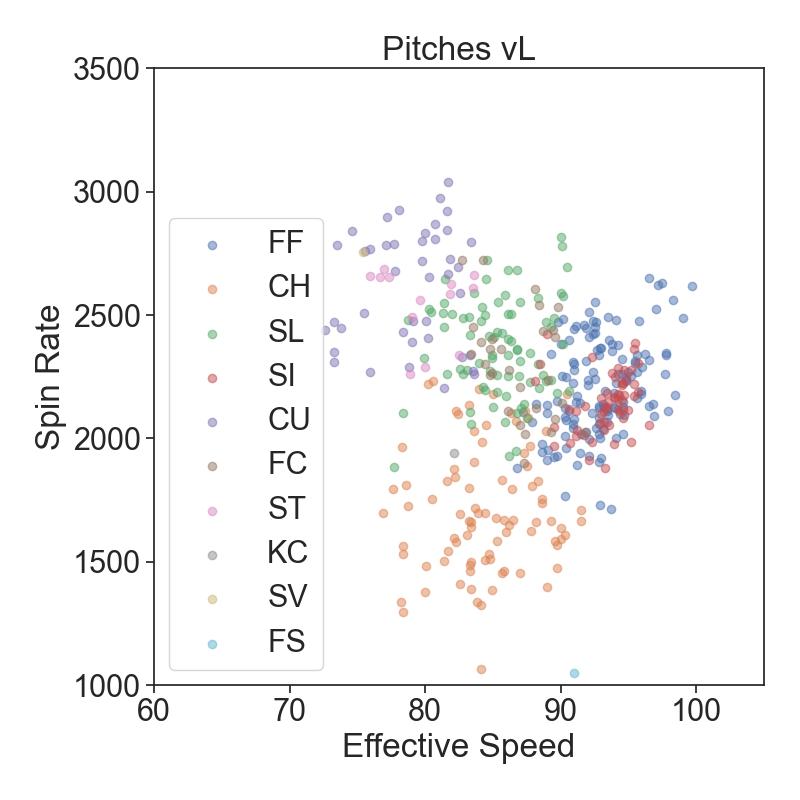 Pitches vL
3500
3000
2500
2000
1500
1000
Spin Rate
FF
CH
SL
SI
CU
FC
ST
KC
SV
FS
60
70
80
90
100
Effective Speed